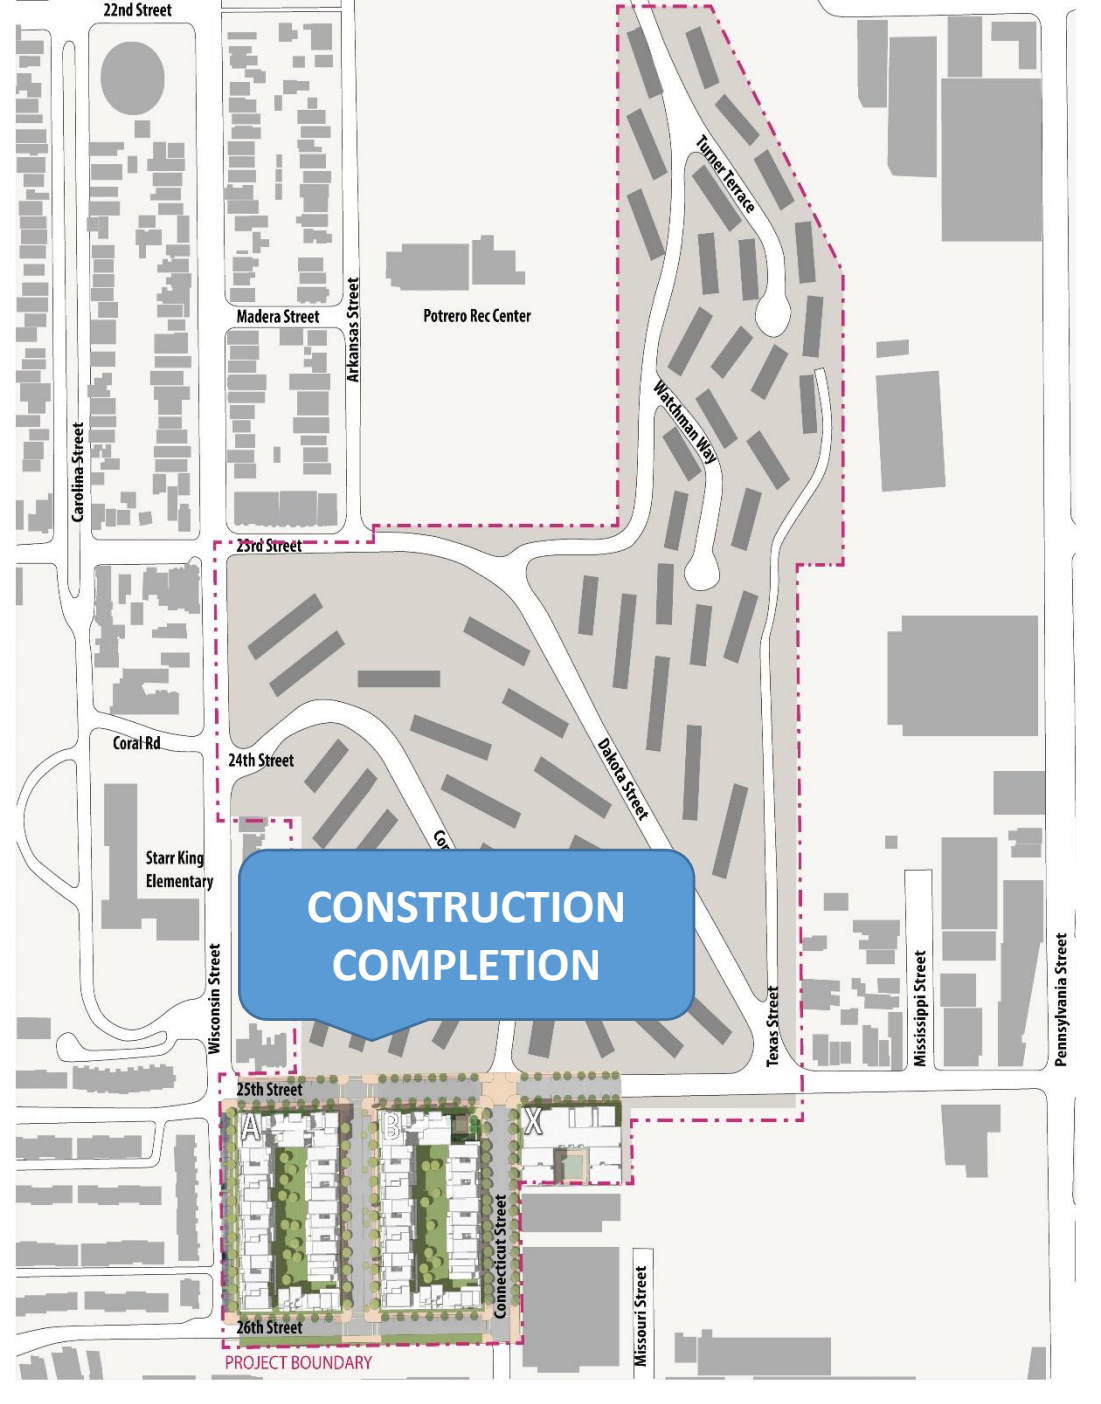 22nd Street
Turner Terrace
Arkansas Street
Madera Street
Potrero Rec Center
Watchman Way
Carolina Street
23rd Street
Coral Rd
24th Street
Dakota Street
Starr King
Elementary
CONSTRUCTION
COMPLETION
Wisconsin Street
Texas Street
Mississippi Street
Pennsylvania Street
25th Street
A
B
X
Connecticut Street
Missouri Street
26th Street
PROJECT BOUNDARY